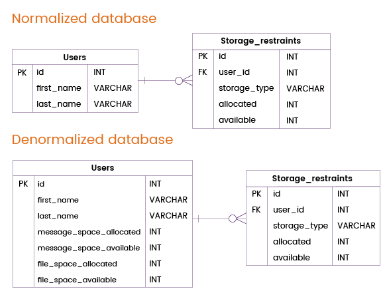 Normalized database
Users
PK id INT
first_name VARCHAR
last_name VARCHAR
Storage_restraints
PK id INT
FK user_id INT
storage_type VARCHAR
allocated INT
available INT
Denormalized database
Users
PK id INT
first_name VARCHAR
last_name VARCHAR
message_space_allocated INT
message_space_available INT
file_space_allocated INT
file_space_available INT
Storage_restraints
PK id INT
FK user_id INT
storage_type VARCHAR
allocated INT
available INT